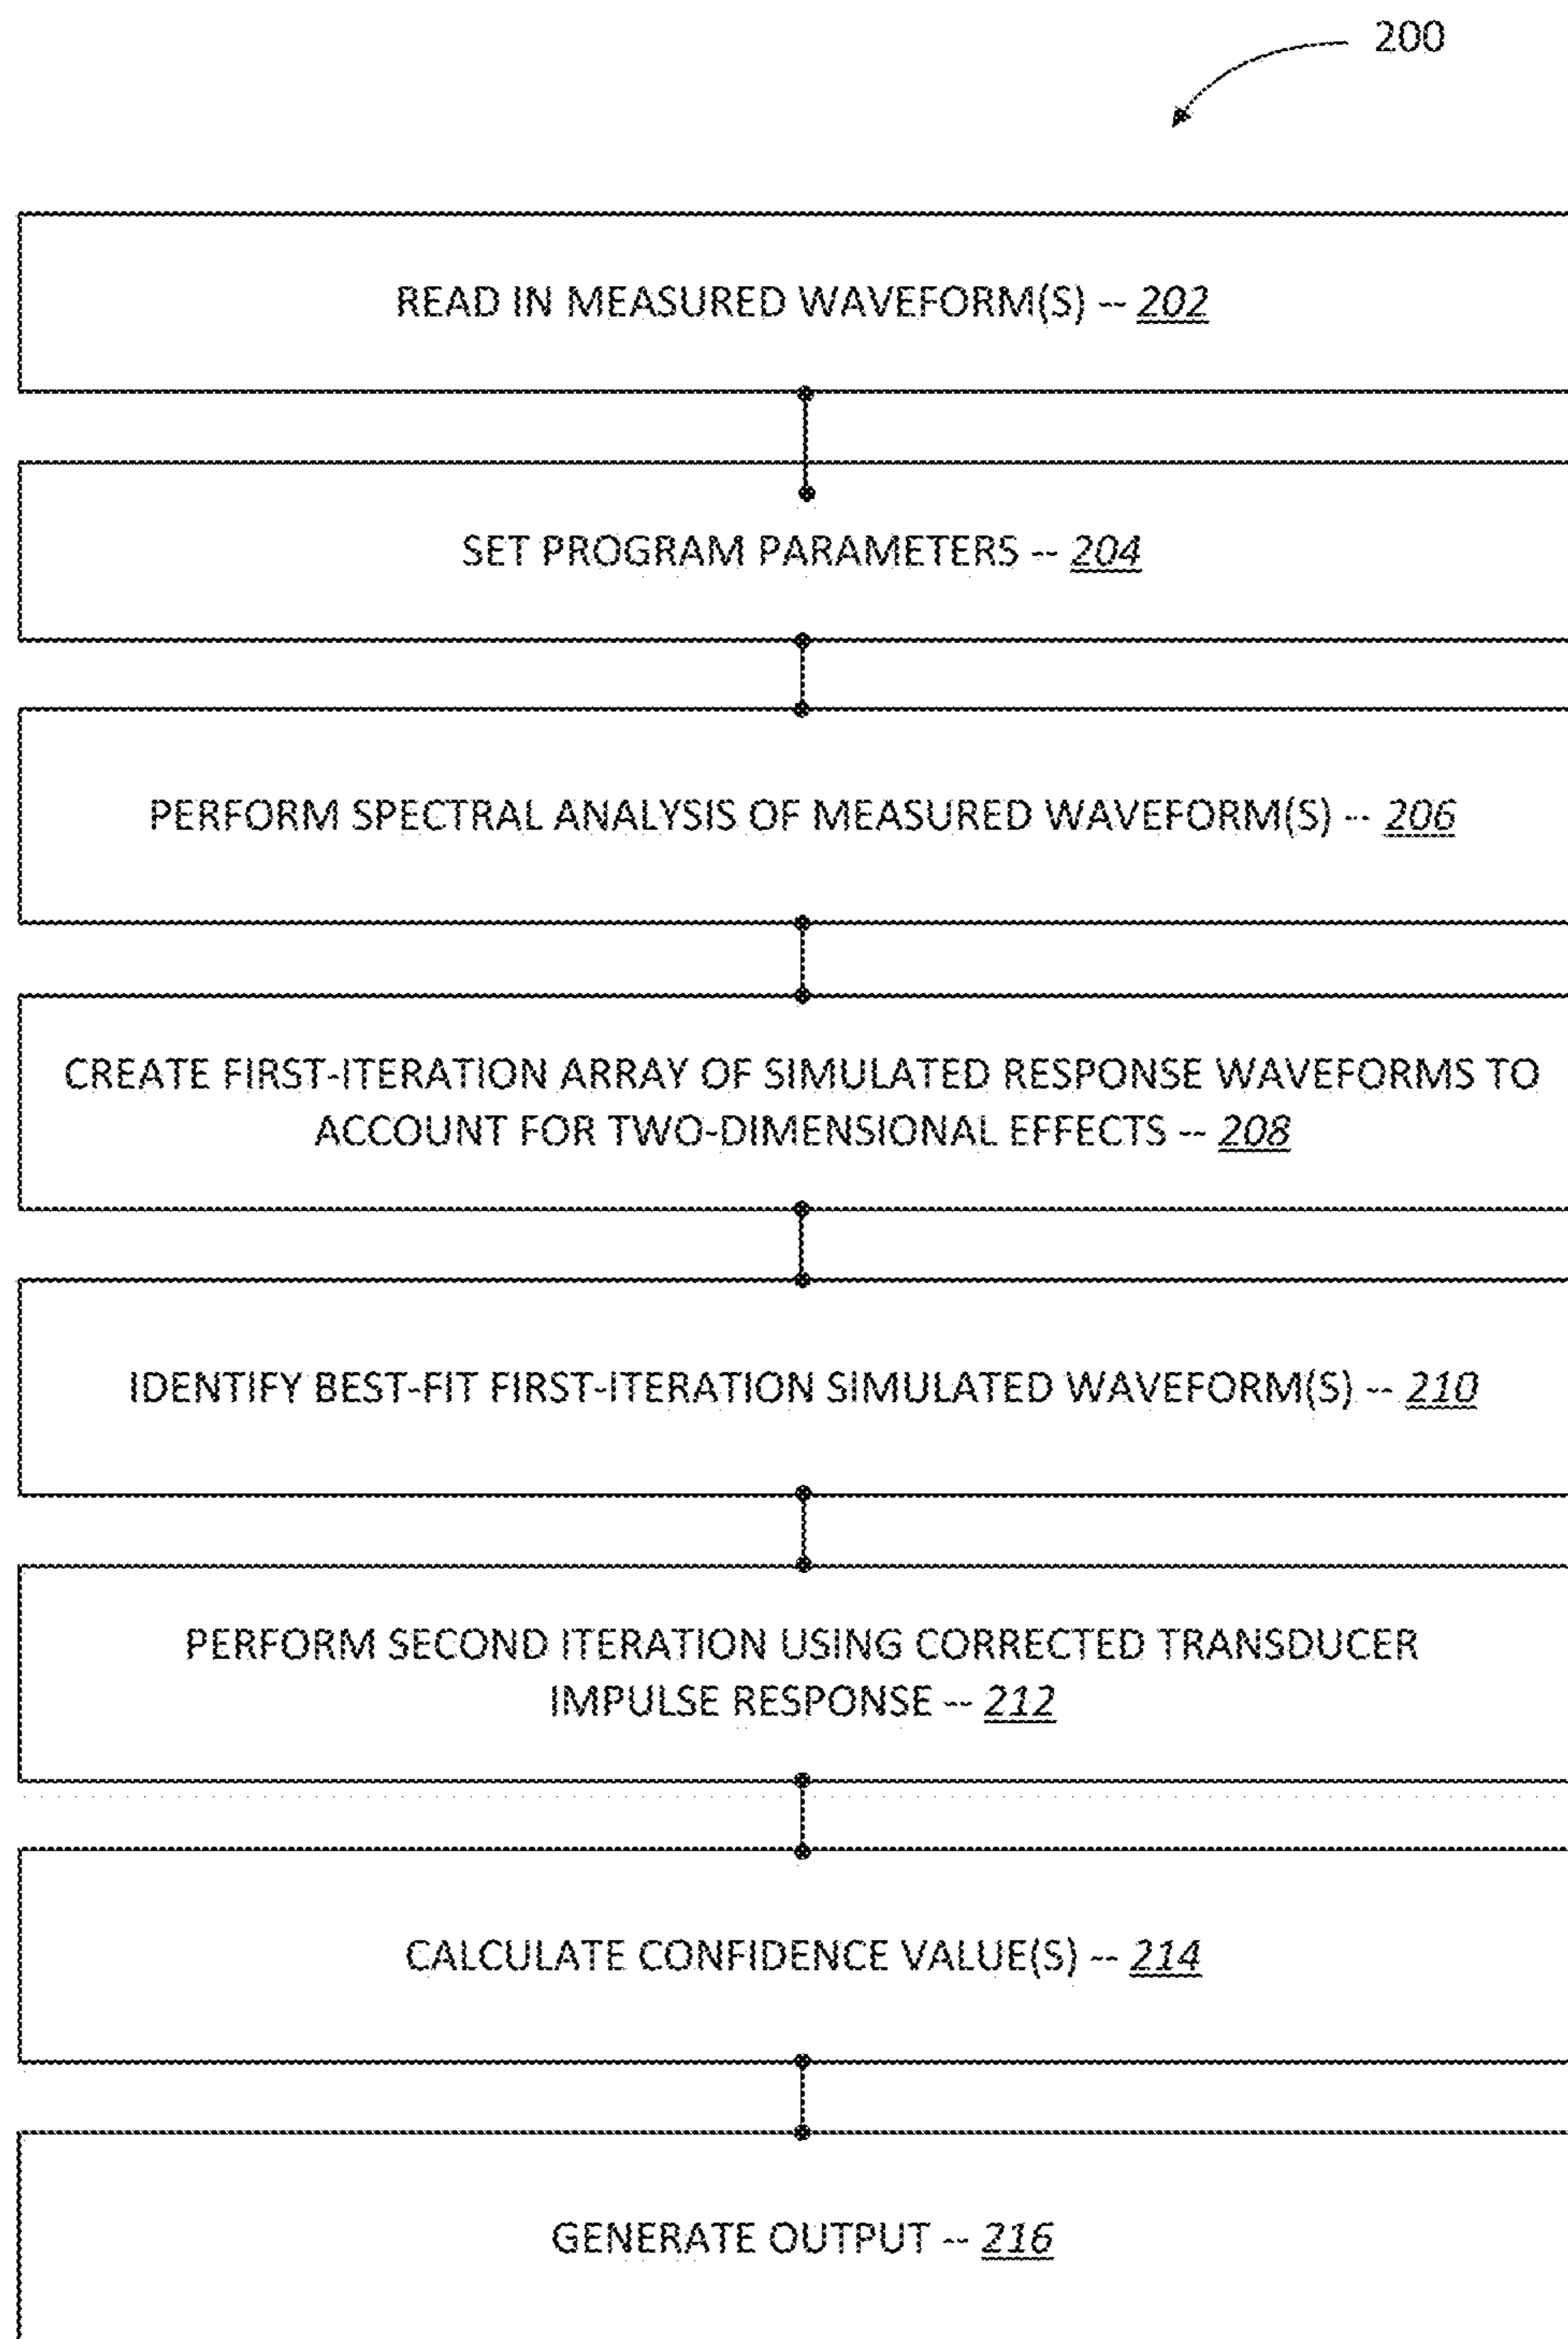 200
READ IN MEASURED WAVEFORM(S) -- 202
SET PROGRAM PARAMETERS -- 204
PERFORM SPECTRAL ANALYSIS OF MEASURED WAVEFORM(S) -- 206
CREATE FIRST-ITERATION ARRAY OF SIMULATED RESPONSE WAVEFORMS TO
ACCOUNT FOR TWO-DIMENSIONAL EFFECTS -- 208
IDENTIFY BEST-FIT FIRST-ITERATION SIMULATED WAVEFORM(S) -- 210
PERFORM SECOND ITERATION USING CORRECTED TRANSDUCER
IMPULSE RESPONSE -- 212
CALCULATE CONFIDENCE VALUE(S) -- 214
GENERATE OUTPUT -- 216